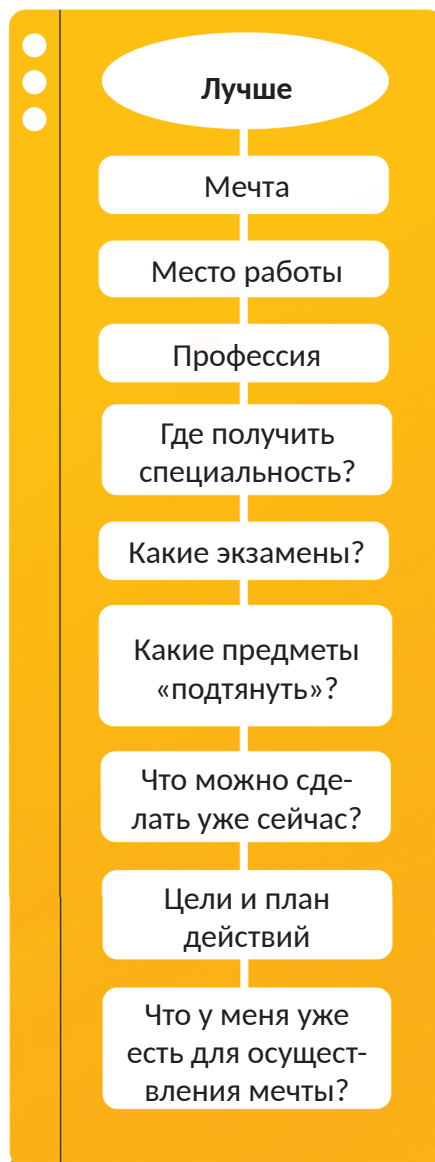 Лучше
Мечта
Место работы
Профессия
Где получить
специальность?
Какие экзамены?
Какие предметы
«подтянуть»?
Что можно сде-
лать уже сейчас?
Цели и план
действий
Что у меня уже
есть для осущест-
вления мечты?